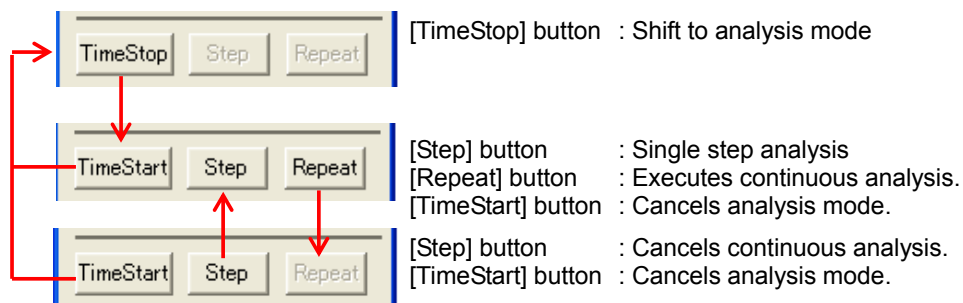 TimeStop Step Repeat [TimeStop] button : Shift to analysis mode
TimeStart Step Repeat [Step] button : Single step analysis
[Repeat] button : Executes continuous analysis.
[TimeStart] button : Cancels analysis mode.
TimeStart Step Repeat [Step] button : Cancels continuous analysis.
[TimeStart] button : Cancels analysis mode.